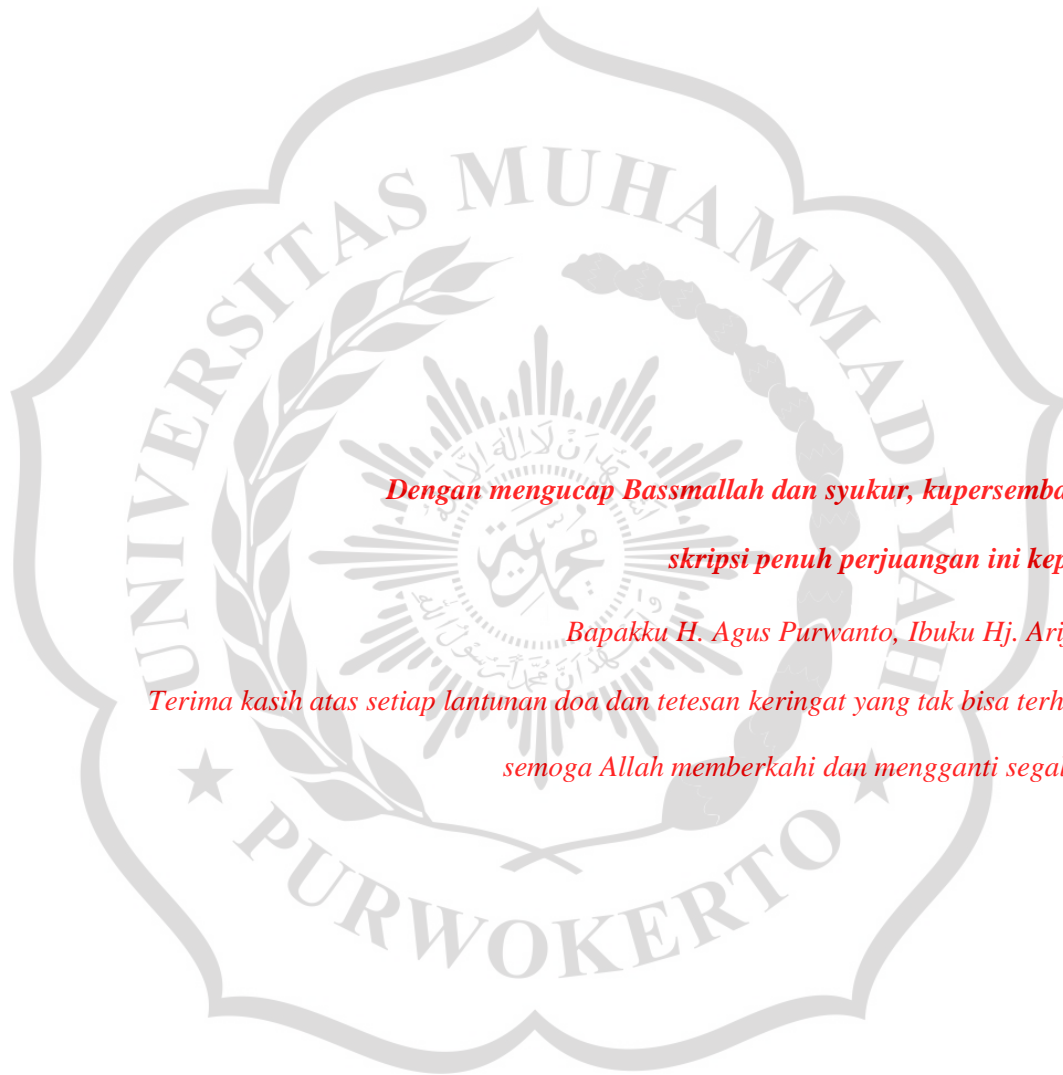 UNIVERSITAS MUHAMMADIYAH
Dengan mengucap Bassmallah dan syukur, kupersemba
skripsi penuh perjuangan ini kep
Bapakku H. Agus Purwanto, Ibuku Hj. Ari
Terima kasih atas setiap lantunan doa dan tetesan keringat yang tak bisa terh
semoga Allah memberkahi dan mengganti sega
PURWOKERTO